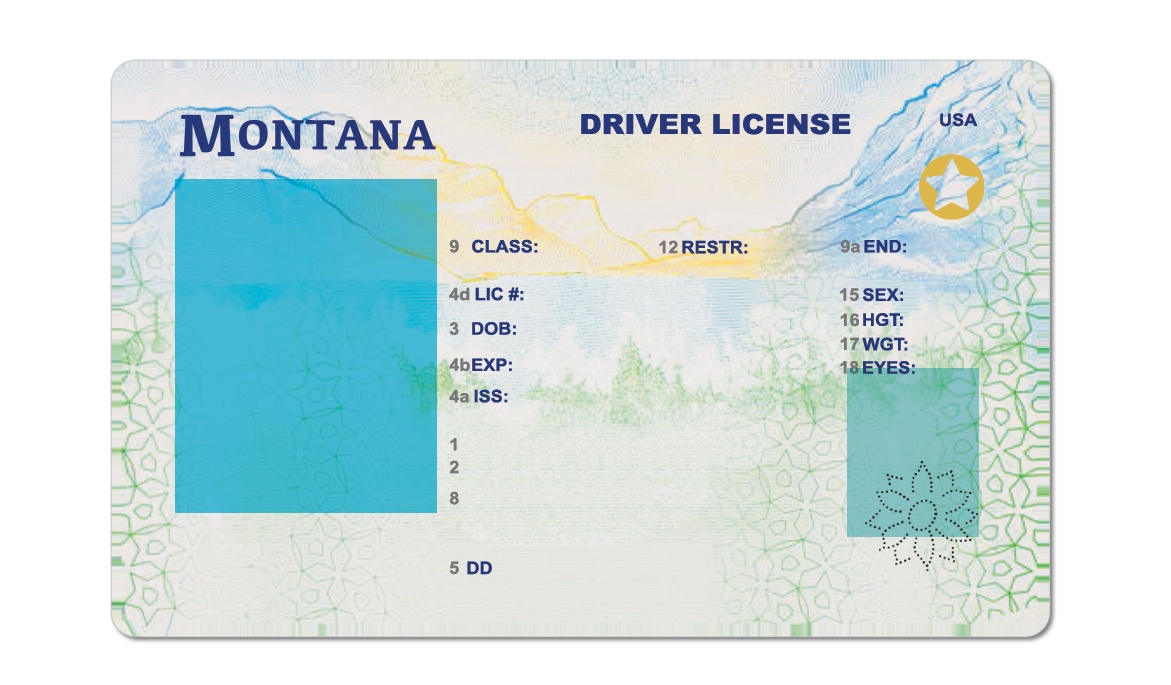 MONTANA
DRIVER LICENSE
USA
9 CLASS:
12 RESTR:
9a END:
4d LIC #:
15 SEX:
16 HGT:
3 DOB:
17 WGT:
4b EXP:
18 EYES:
4a ISS:
1
2
8
5 DD